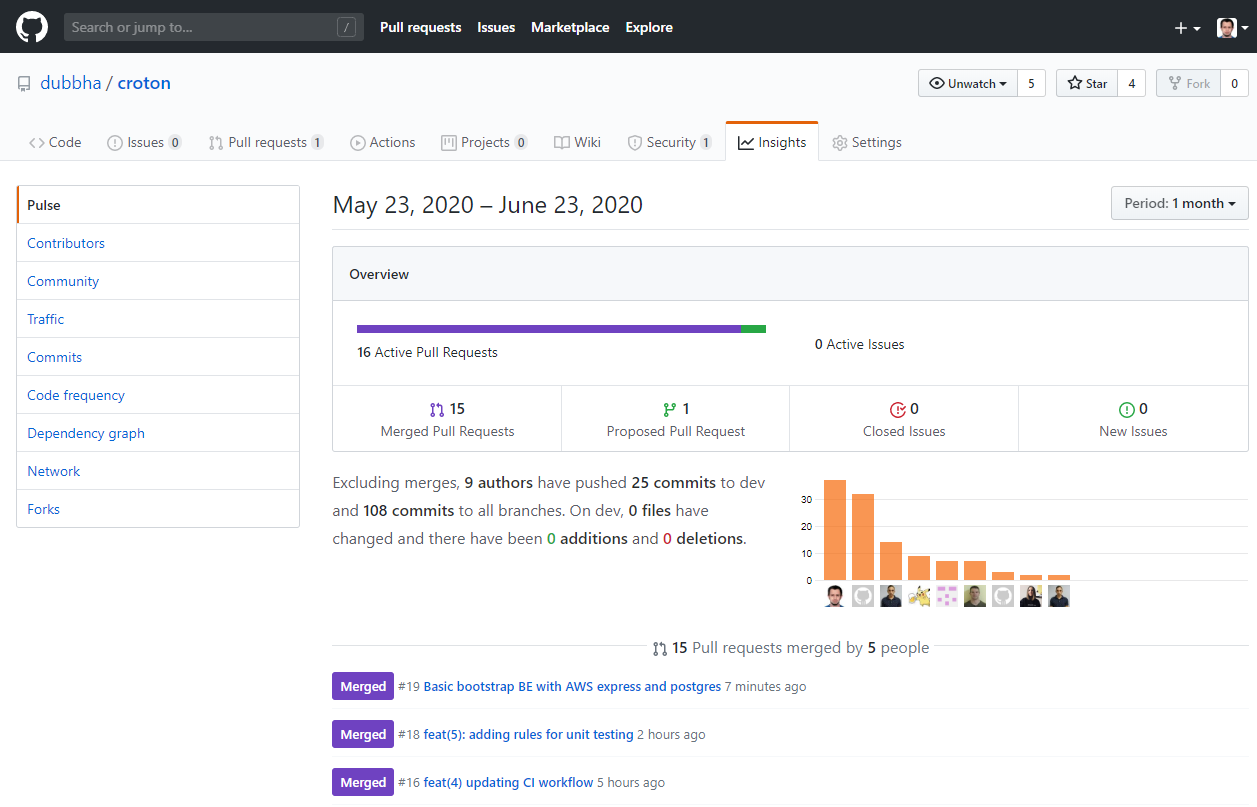 Search or jump to... /
Pull requests Issues Marketplace Explore
dubbha / croton
Unwatch 5 Star 4 Fork 0
Code Issues 0 Pull requests 1 Actions Projects 0 Wiki Security 1 Insights Settings
Pulse
Contributors
Community
Traffic
Commits
Code frequency
Dependency graph
Network
Forks
May 23, 2020 – June 23, 2020
Period: 1 month
Overview
16 Active Pull Requests
0 Active Issues
15
Merged Pull Requests
1
Proposed Pull Request
0
Closed Issues
0
New Issues
Excluding merges, 9 authors have pushed 25 commits to dev
and 108 commits to all branches. On dev, 0 files have
changed and there have been 0 additions and 0 deletions.
30
20
10
0
15 Pull requests merged by 5 people
Merged #19 Basic bootstrap BE with AWS express and postgres 7 minutes ago
Merged #18 feat(5): adding rules for unit testing 2 hours ago
Merged #16 feat(4) updating CI workflow 5 hours ago